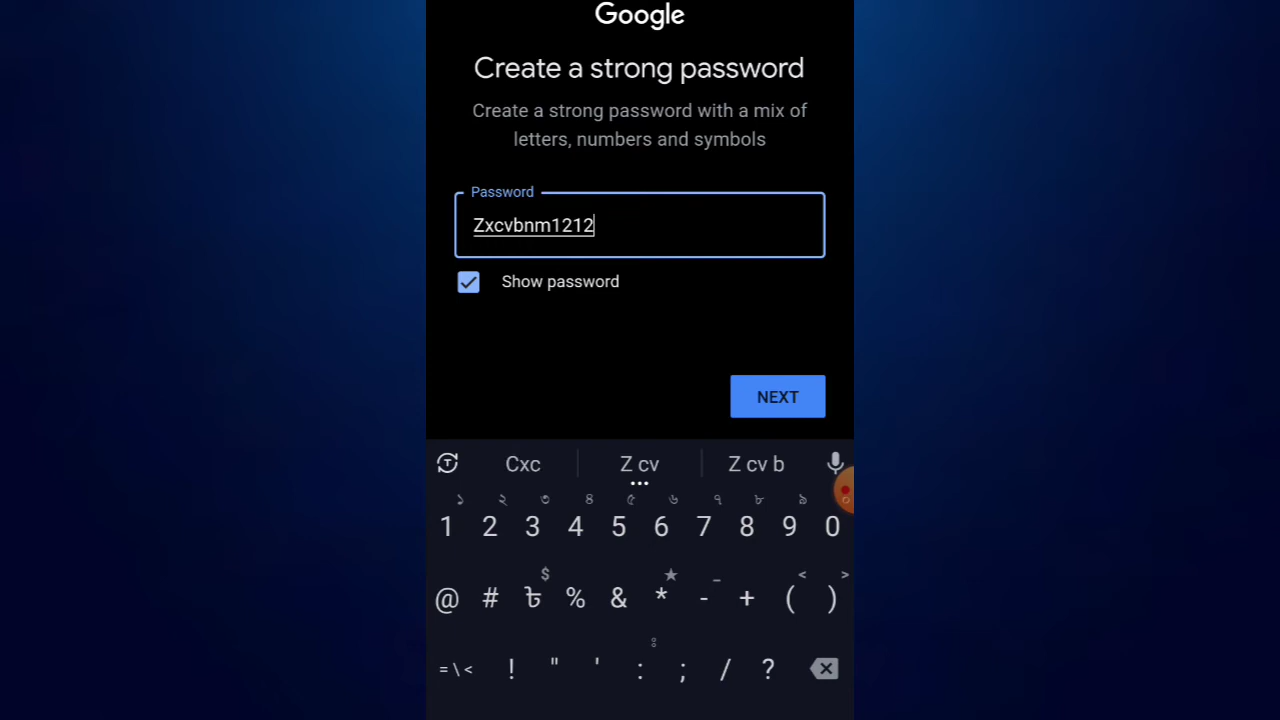 Google
Create a strong password
Create a strong password with a mix of
letters, numbers and symbols
Password
Zxcvbnm1212
Show password
NEXT
Cxc Z cv Z cv b
১ ২ ৩ ৪ ৫ ৬ ৭ ৮ ৯ ০
1 2 3 4 5 6 7 8 9 0
$ ★ _ < >
@ # ৳ % & * - + ( )
ঃ
=\< ! " ' : ; / ?